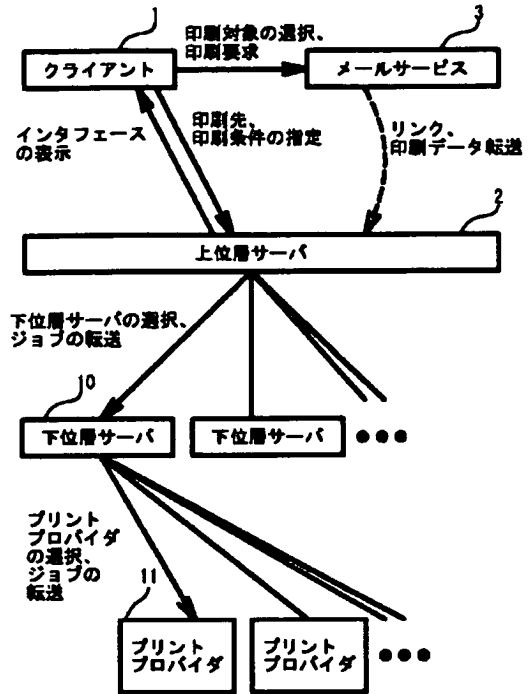 1
印刷対象の選択、
印刷要求
3
クライアント
メールサービス
インタフェース
の表示
印刷先、
印刷条件の指定
リンク、
印刷データ転送
2
上位層サーバ
下位層サーバの選択、
ジョブの転送
10
下位層サーバ
下位層サーバ
●●●
プリント
プロバイダ
の選択、
ジョブの
転送
11
プリント
プロバイダ
プリント
プロバイダ
●●●